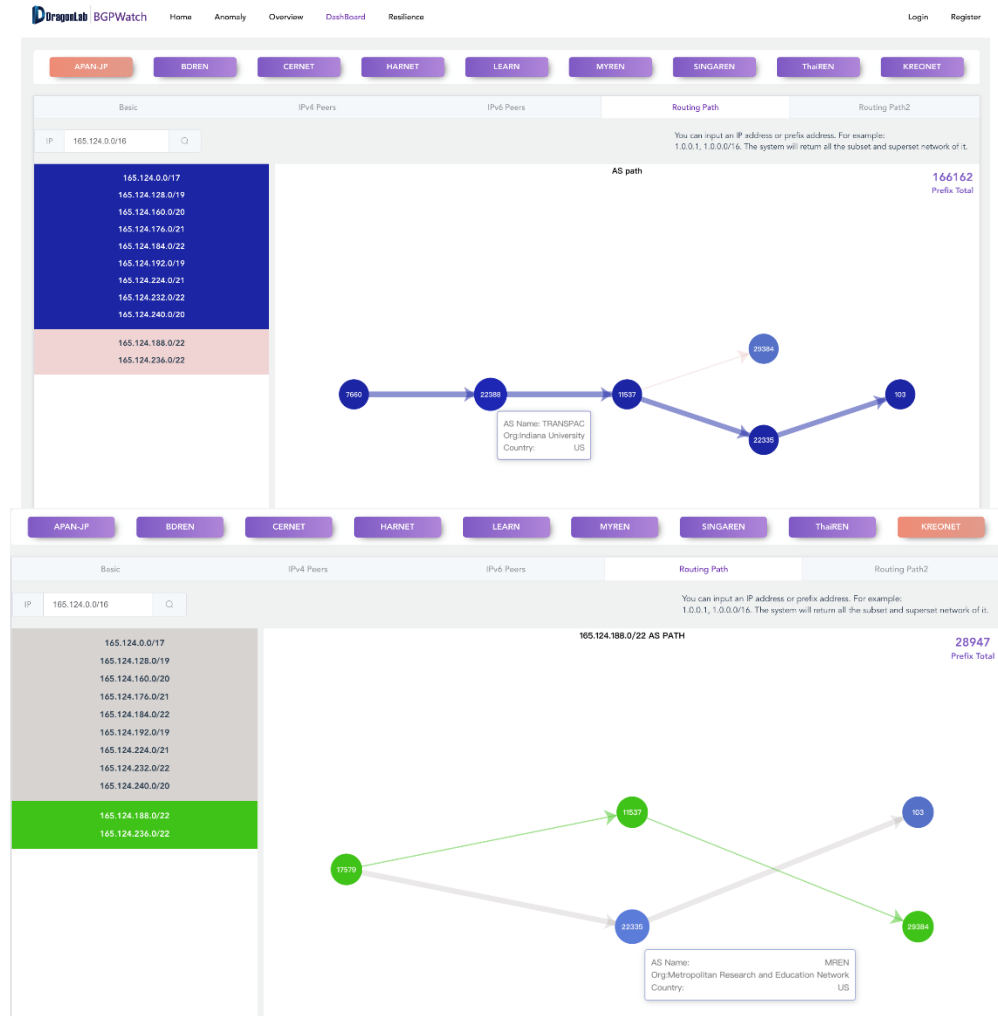 DragonLab BGPWatch Home Anomaly Overview DashBoard Resilience Login Register
APAN-JP BDREN CERNET HARNET LEARN MYREN SINGAREN ThaiREN KREONET
Basic IPv4 Peers IPv6 Peers Routing Path Routing Path2
IP 165.124.0.0/16
You can input an IP address or prefix address. For example:
1.0.0.1, 1.0.0.0/16. The system will return all the subset and superset network of it.
165.124.0.0/17
165.124.128.0/19
165.124.160.0/20
165.124.176.0/21
165.124.184.0/22
165.124.192.0/19
165.124.224.0/21
165.124.232.0/22
165.124.240.0/20
165.124.188.0/22
165.124.236.0/22
AS path
166162
Prefix Total
29384
7660 22388 11537 103
22335
AS Name: TRANSPAC
Org:Indiana University
Country: US
APAN-JP BDREN CERNET HARNET LEARN MYREN SINGAREN ThaiREN KREONET
Basic IPv4 Peers IPv6 Peers Routing Path Routing Path2
IP 165.124.0.0/16
You can input an IP address or prefix address. For example:
1.0.0.1, 1.0.0.0/16. The system will return all the subset and superset network of it.
165.124.0.0/17
165.124.128.0/19
165.124.160.0/20
165.124.176.0/21
165.124.184.0/22
165.124.192.0/19
165.124.224.0/21
165.124.232.0/22
165.124.240.0/20
165.124.188.0/22
165.124.236.0/22
165.124.188.0/22 AS PATH
28947
Prefix Total
11537 103
17579
22335 29384
AS Name: MREN
Org:Metropolitan Research and Education Network
Country: US